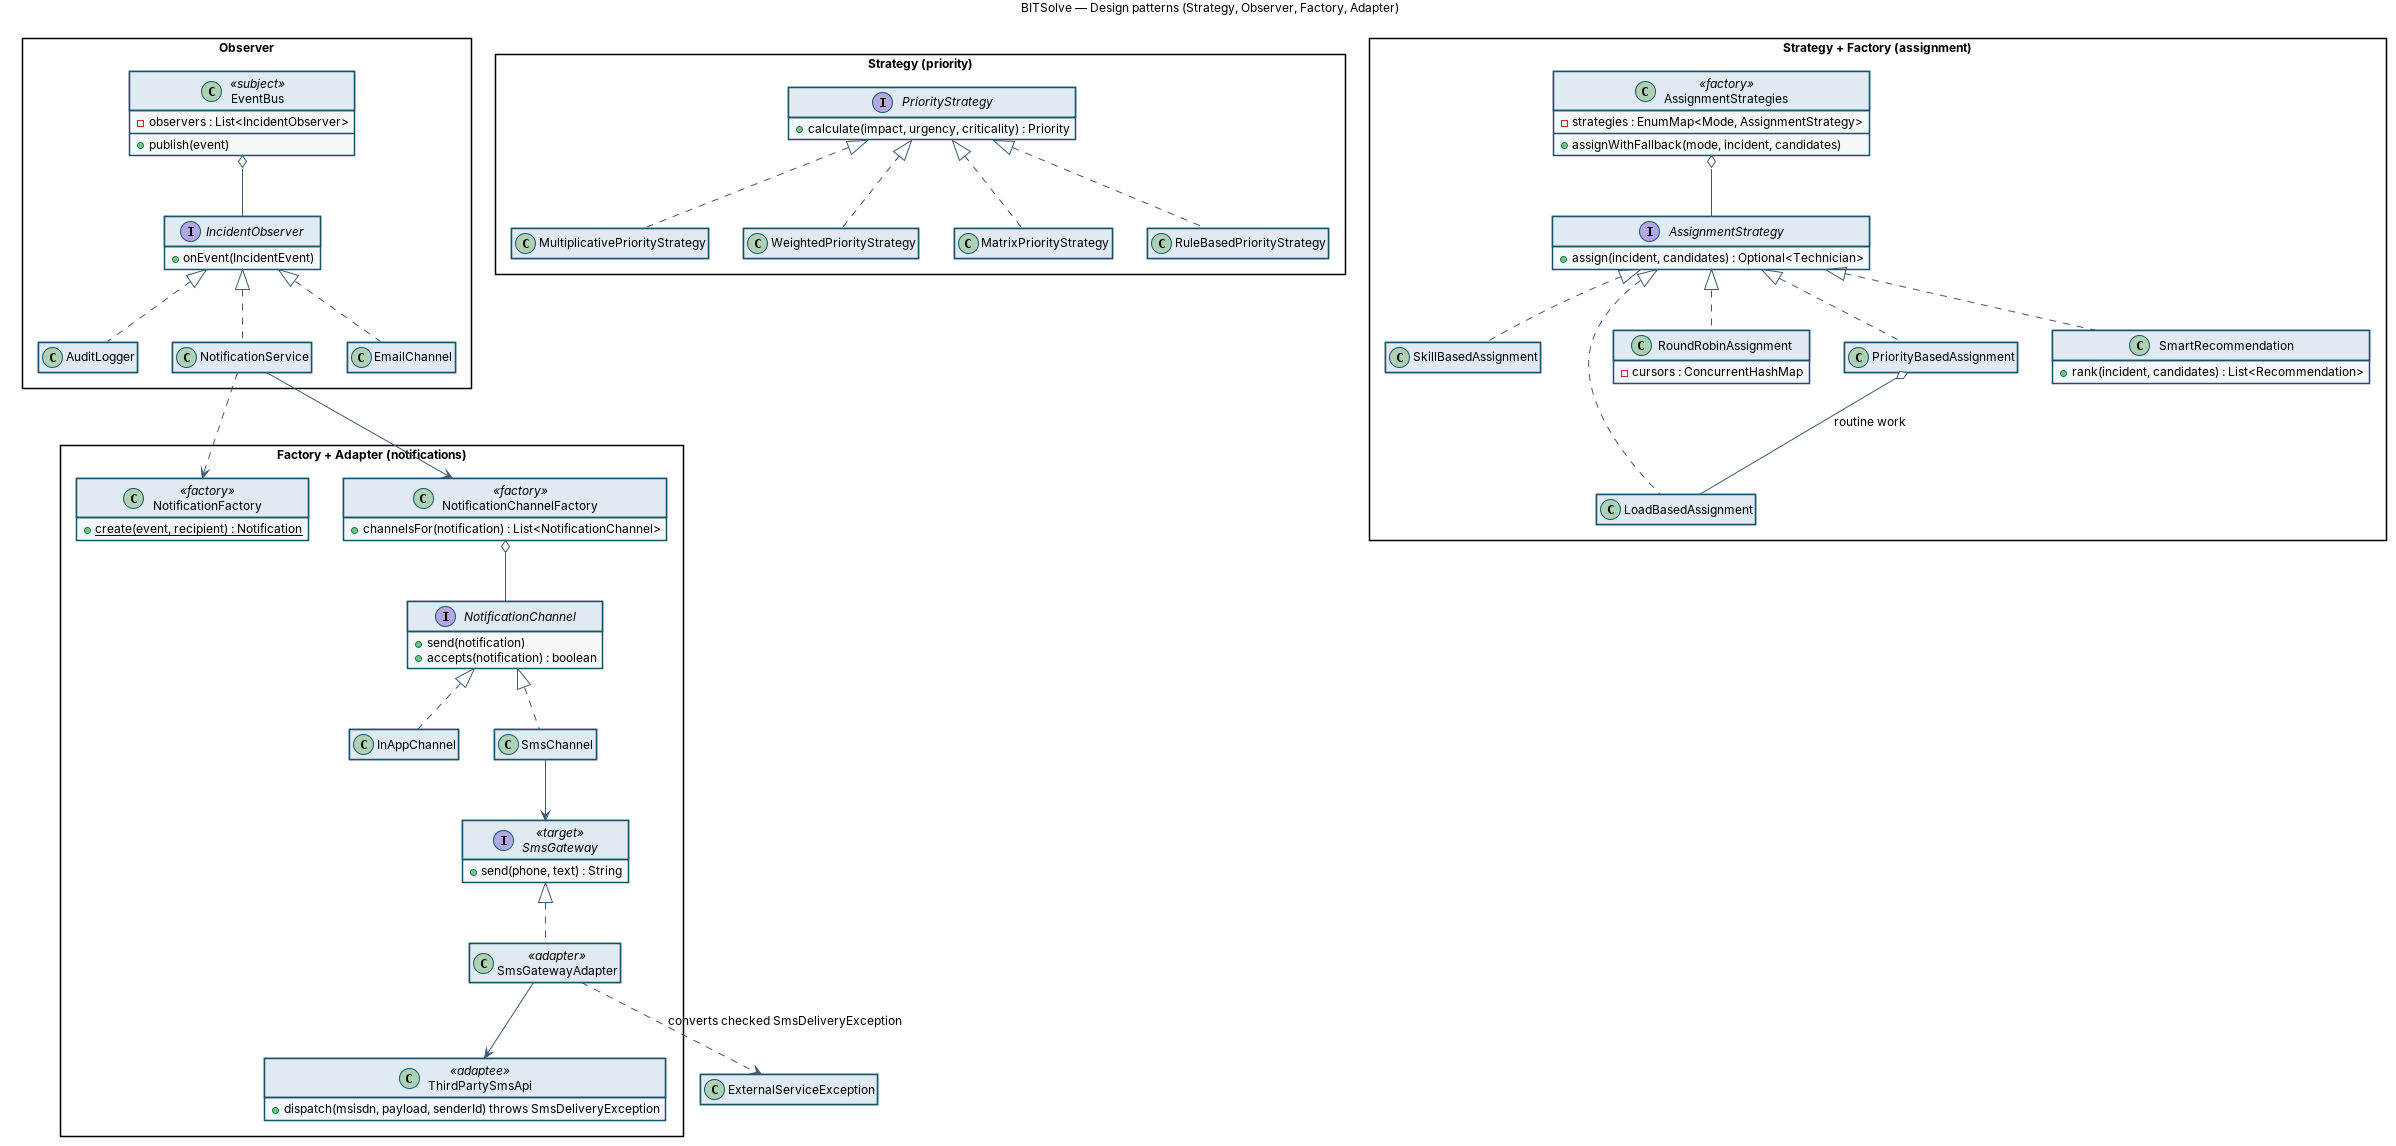 BITSolve — Design patterns (Strategy, Observer, Factory, Adapter)
Observer
«subject»
C EventBus
observers : List<IncidentObserver>
publish(event)
I IncidentObserver
onEvent(IncidentEvent)
C AuditLogger
C NotificationService
C EmailChannel
Strategy (priority)
I PriorityStrategy
calculate(impact, urgency, criticality) : Priority
C MultiplicativePriorityStrategy
C WeightedPriorityStrategy
C MatrixPriorityStrategy
C RuleBasedPriorityStrategy
Strategy + Factory (assignment)
«factory»
C AssignmentStrategies
strategies : EnumMap<Mode, AssignmentStrategy>
assignWithFallback(mode, incident, candidates)
I AssignmentStrategy
assign(incident, candidates) : Optional<Technician>
C SkillBasedAssignment
C RoundRobinAssignment
cursors : ConcurrentHashMap
C PriorityBasedAssignment
C SmartRecommendation
rank(incident, candidates) : List<Recommendation>
routine work
C LoadBasedAssignment
Factory + Adapter (notifications)
«factory»
C NotificationFactory
create(event, recipient) : Notification
«factory»
C NotificationChannelFactory
channelsFor(notification) : List<NotificationChannel>
I NotificationChannel
send(notification)
accepts(notification) : boolean
C InAppChannel
C SmsChannel
«target»
I SmsGateway
send(phone, text) : String
«adapter»
C SmsGatewayAdapter
converts checked SmsDeliveryException
«adaptee»
C ThirdPartySmsApi
dispatch(msisdn, payload, senderId) throws SmsDeliveryException
C ExternalServiceException